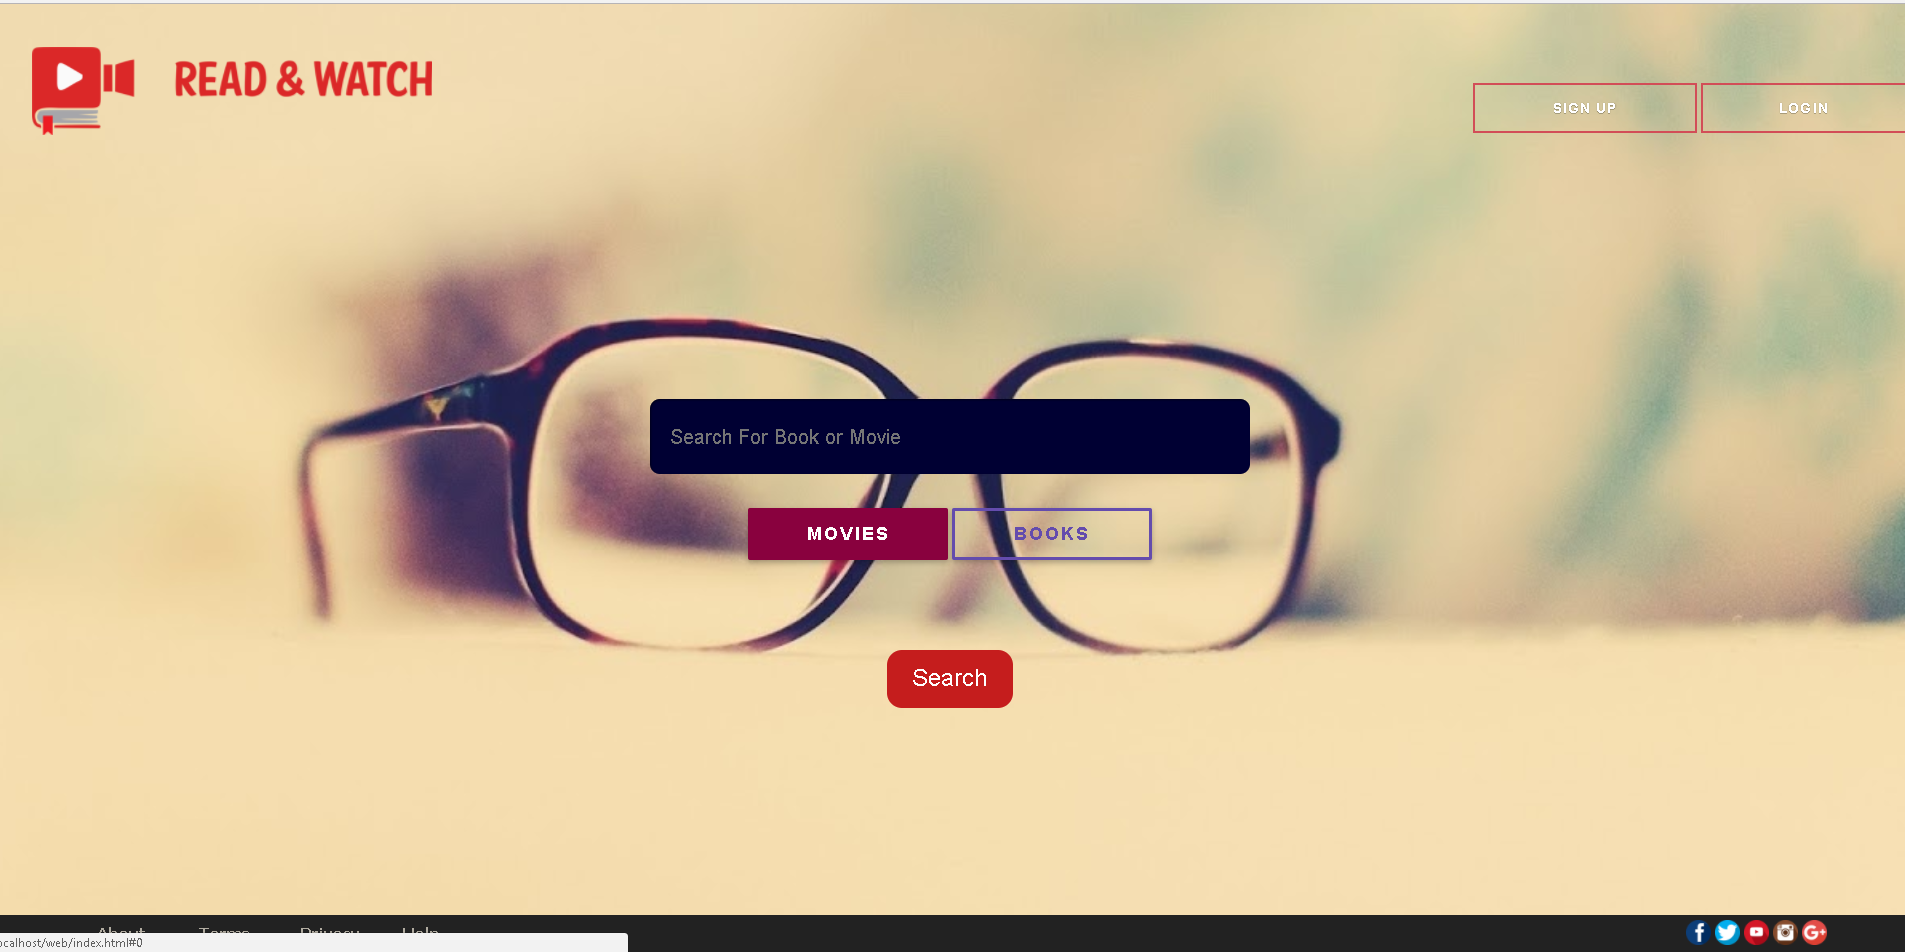 READ & WATCH
SIGN UP
LOGIN
Search For Book or Movie
MOVIES
BOOKS
Search
About Terms Privacy Help
ocalhost/web/index.html#0